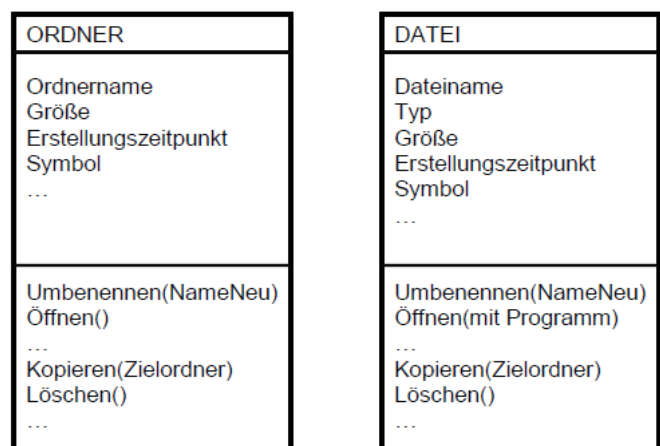 ORDNER
Ordnername
Größe
Erstellungszeitpunkt
Symbol
...
Umbenennen(NameNeu)
Öffnen()
...
Kopieren(Zielordner)
Löschen()
...
DATEI
Dateiname
Typ
Größe
Erstellungszeitpunkt
Symbol
...
Umbenennen(NameNeu)
Öffnen(mit Programm)
...
Kopieren(Zielordner)
Löschen()
...